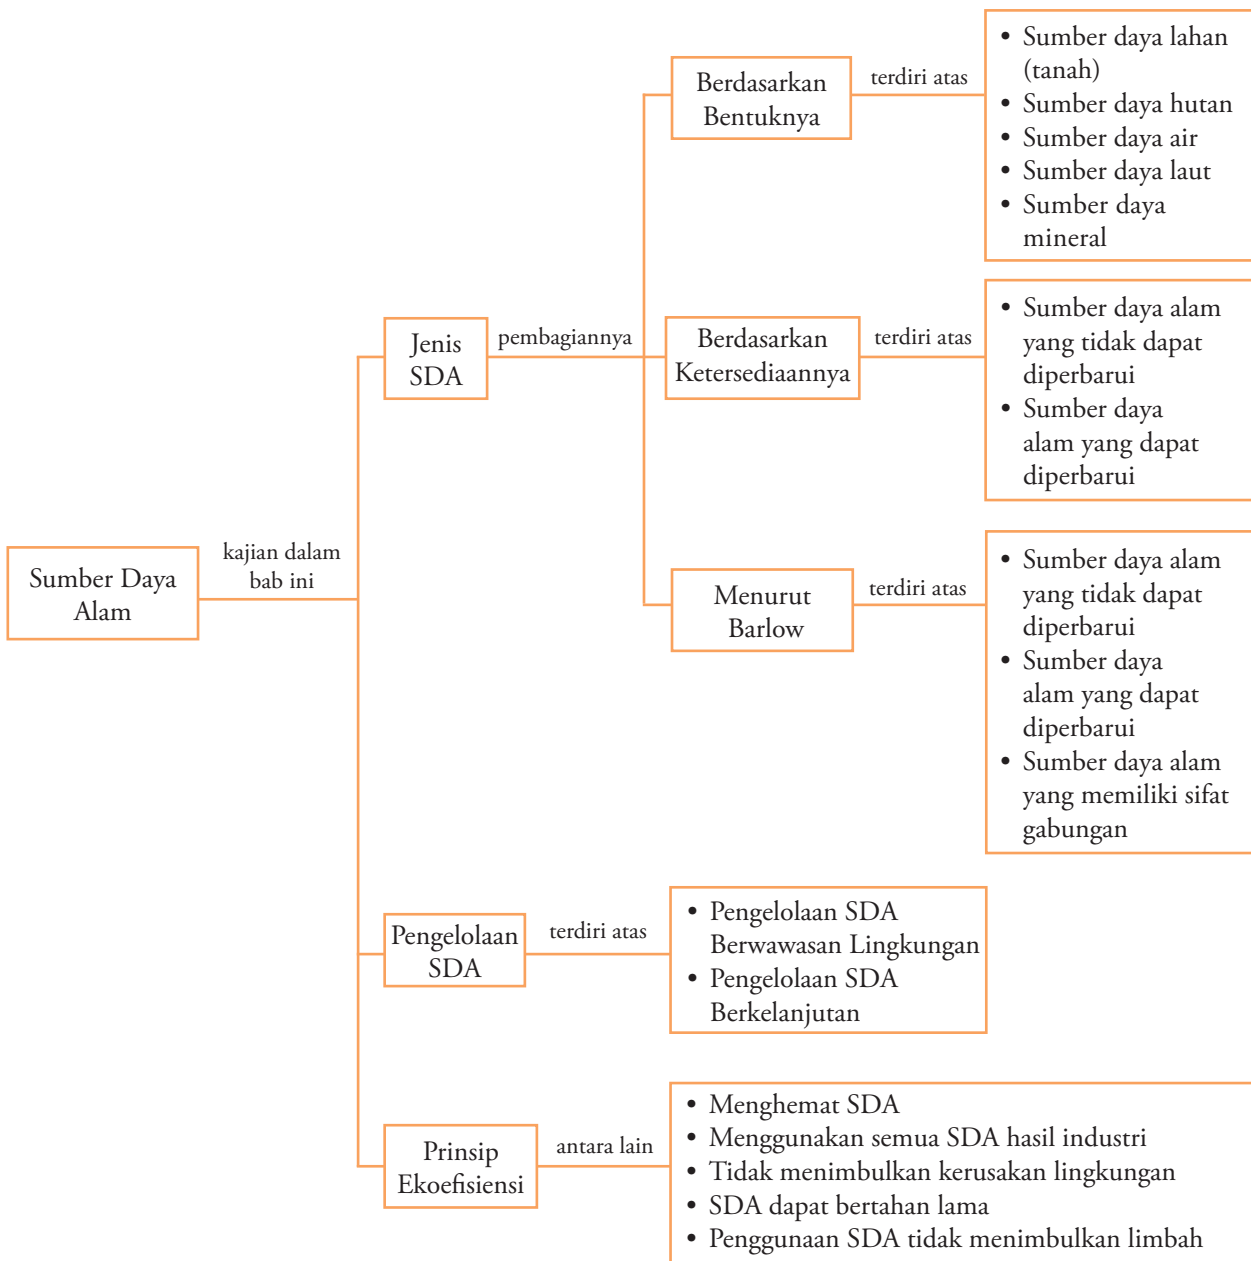 Sumber Daya
Alam
kajian dalam
bab ini
Jenis
SDA
pembagiannya
Berdasarkan
Bentuknya
terdiri atas
• Sumber daya lahan
(tanah)
• Sumber daya hutan
• Sumber daya air
• Sumber daya laut
• Sumber daya
mineral
Berdasarkan
Ketersediaannya
terdiri atas
• Sumber daya alam
yang tidak dapat
diperbarui
• Sumber daya
alam yang dapat
diperbarui
Menurut
Barlow
terdiri atas
• Sumber daya alam
yang tidak dapat
diperbarui
• Sumber daya
alam yang dapat
diperbarui
• Sumber daya alam
yang memiliki sifat
gabungan
Pengelolaan
SDA
terdiri atas
• Pengelolaan SDA
Berwawasan Lingkungan
• Pengelolaan SDA
Berkelanjutan
Prinsip
Ekoefisiensi
antara lain
• Menghemat SDA
• Menggunakan semua SDA hasil industri
• Tidak menimbulkan kerusakan lingkungan
• SDA dapat bertahan lama
• Penggunaan SDA tidak menimbulkan limbah